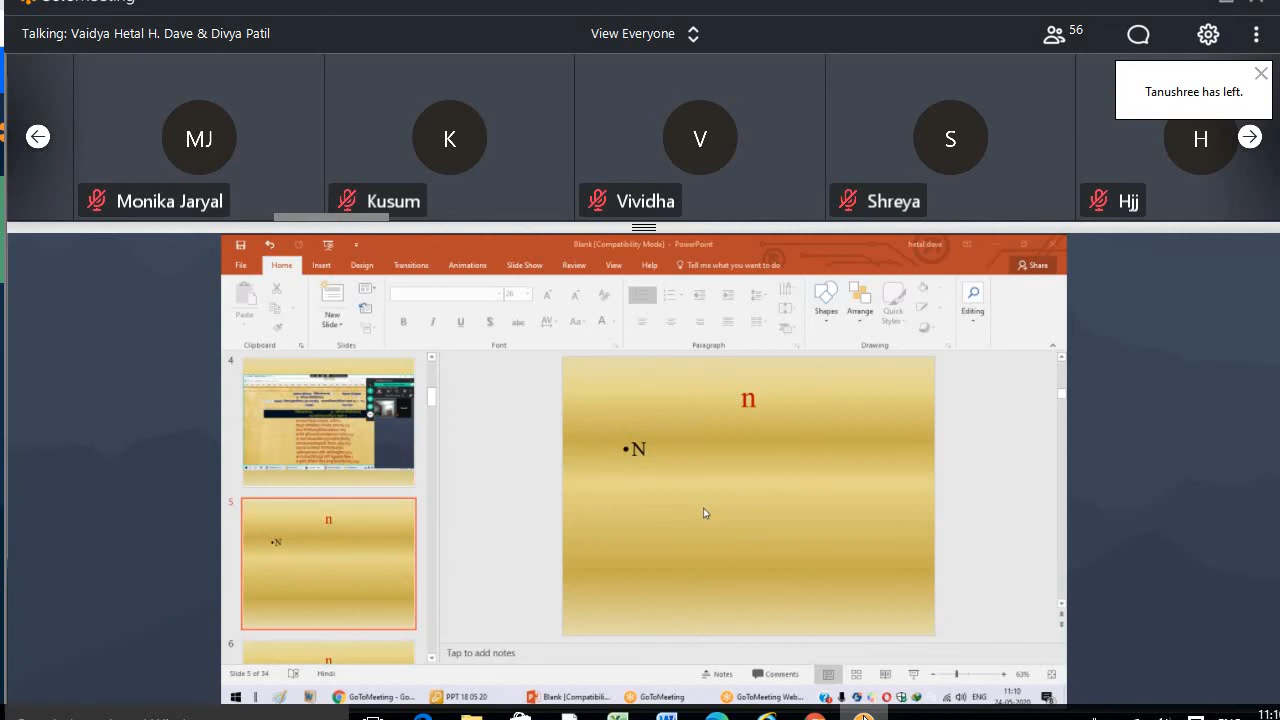 GoToMeeting
Talking: Vaidya Hetal H. Dave & Divya Patil
View Everyone
56
Tanushree has left.
MJ
K
V
S
H
Monika Jaryal
Kusum
Vividha
Shreya
Hjj
Blank [Compatibility Mode] - PowerPoint
hetal dave
File Home Insert Design Transitions Animations Slide Show Review View Help Tell me what you want to do Share
Paste
New Slide
26
B I U S abc AV Aa A
Shapes
Arrange
Quick Styles
Editing
Clipboard
Slides
Font
Paragraph
Drawing
4
5
n
•N
6
n
n
•N
Tap to add notes
Slide 5 of 34
Hindi
Notes
Comments
63%
GoToMeeting - Go...
PPT 18 05 20
Blank [Compatibili...
GoToMeeting
GoToMeeting Web...
ENG
11:10
24-05-2020